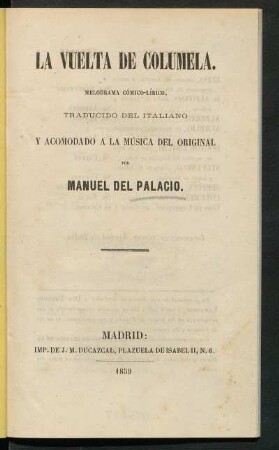 LA VUELTA DE COLUMELA.
MELODRAMA CÓMICO-LÍRICO,
TRADUCIDO DEL ITALIANO
Y ACOMODADO A LA MÚSICA DEL ORIGINAL
POR
MANUEL DEL PALACIO.
MADRID:
IMP. DE J. M. DUCAZCAL, PLAZUELA DE ISABEL II, N. 6.
1859